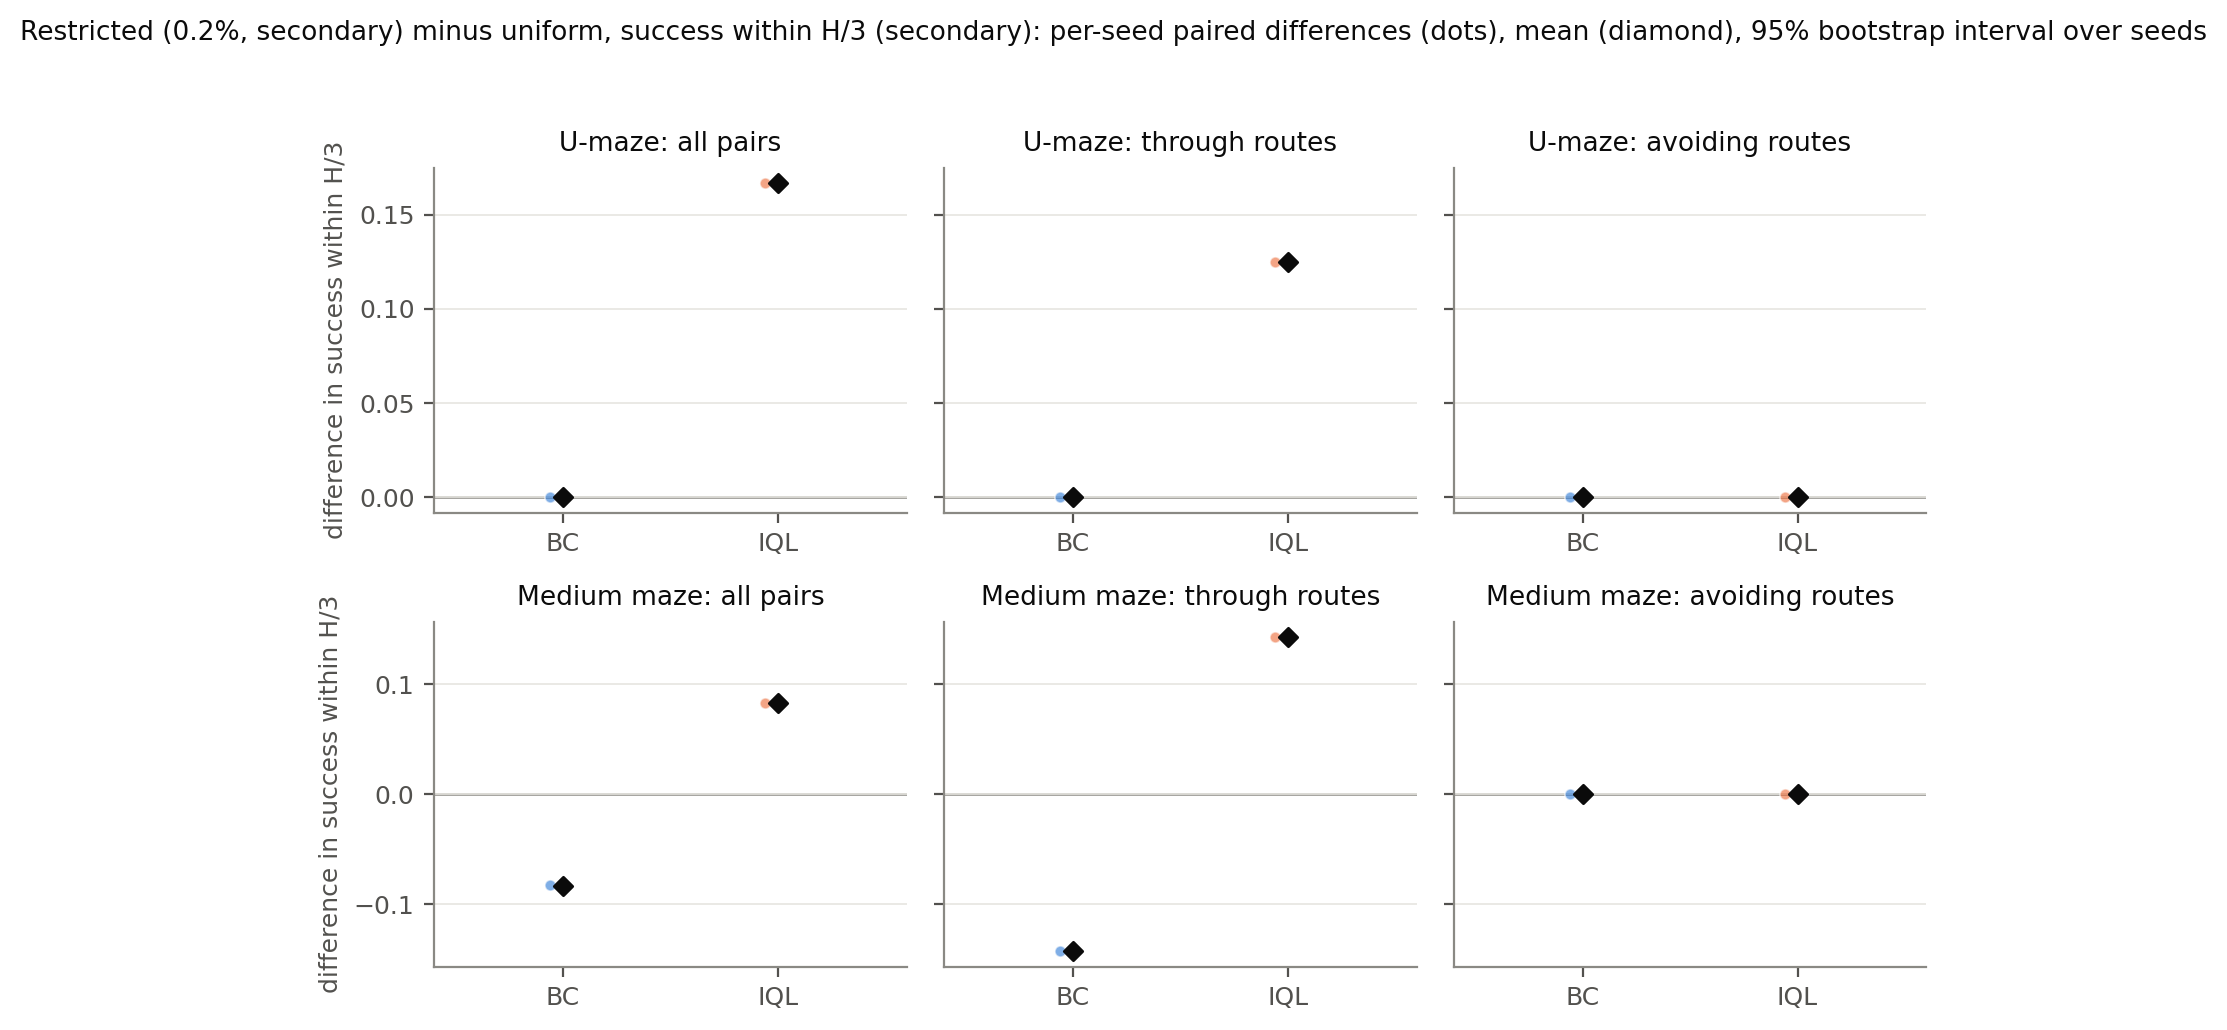 Restricted (0.2%, secondary) minus uniform, success within H/3 (secondary): per-seed paired differences (dots), mean (diamond), 95% bootstrap interval over seeds
U-maze: all pairs
U-maze: through routes
U-maze: avoiding routes
difference in success within H/3
0.15
0.10
0.05
0.00
BC
IQL
BC
IQL
BC
IQL
Medium maze: all pairs
Medium maze: through routes
Medium maze: avoiding routes
difference in success within H/3
0.1
0.0
−0.1
BC
IQL
BC
IQL
BC
IQL